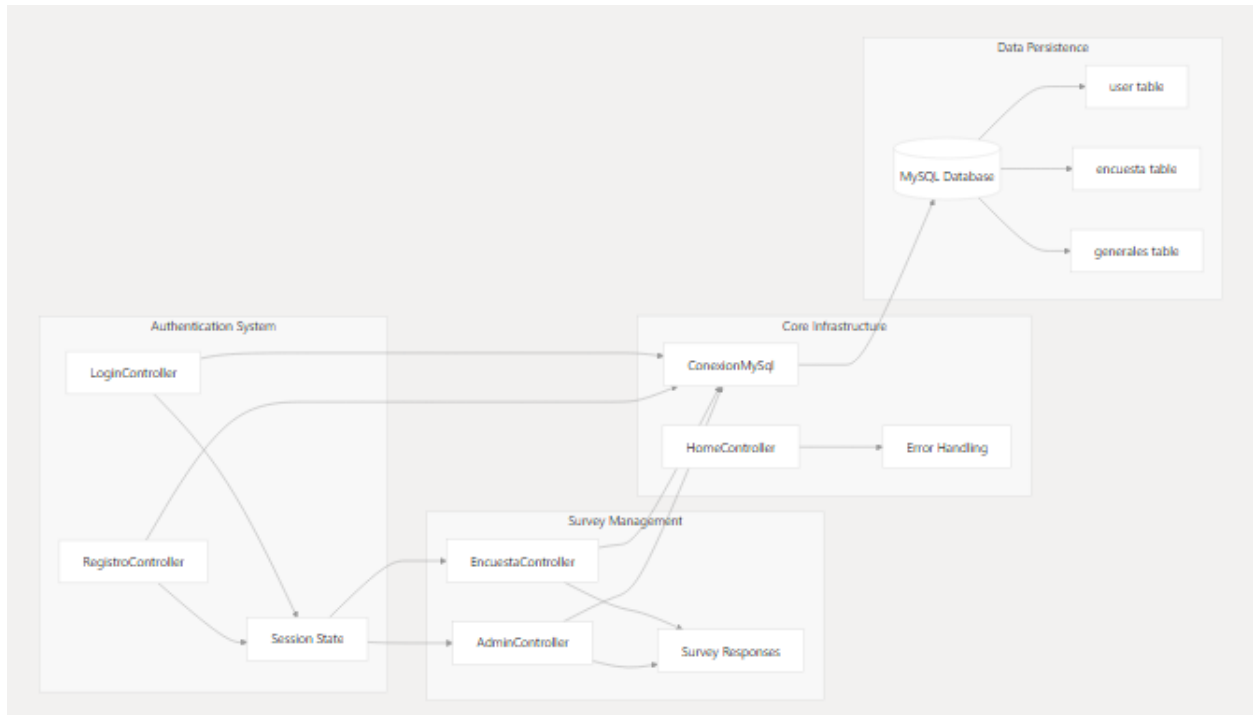 Data Persistence
user table
MySQL Database
encuesta table
generales table
Authentication System
LoginController
RegistroController
Session State
Core Infrastructure
ConexionMySql
HomeController
Error Handling
Survey Management
EncuestaController
AdminController
Survey Responses